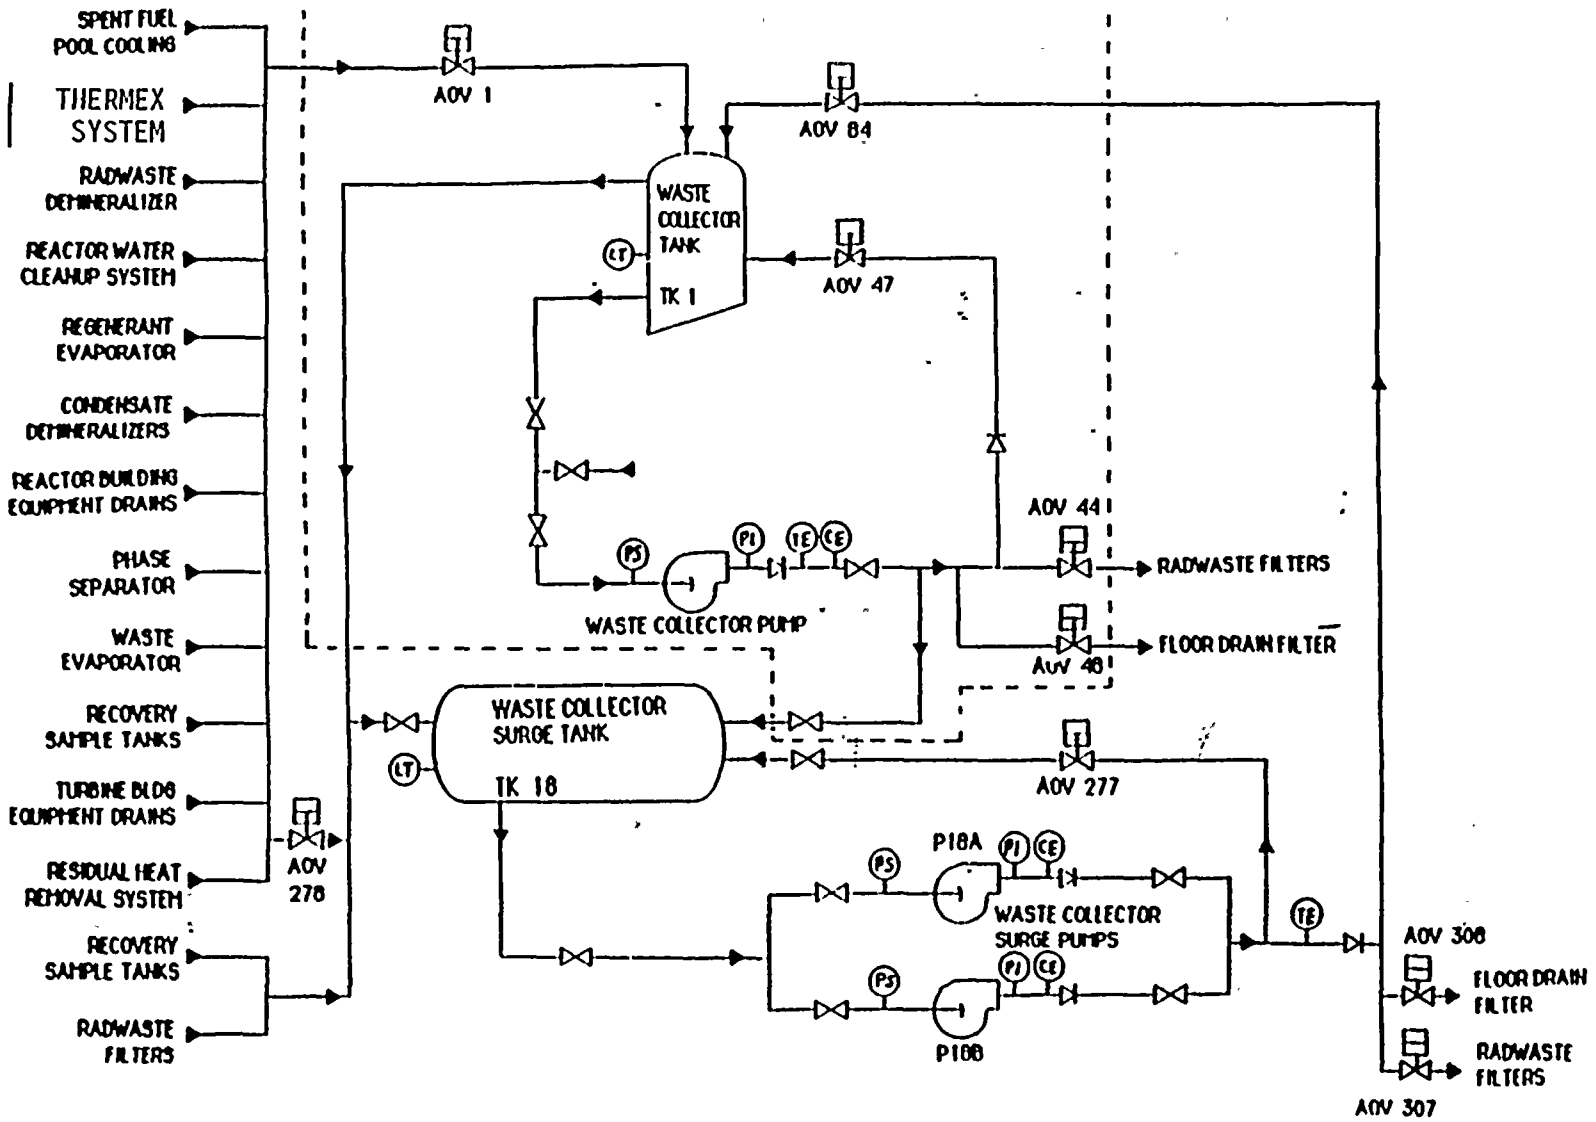 SPENT FUEL
POOL COOLING
THERMEX
SYSTEM
RADWASTE
DEMINERALIZER
REACTOR WATER
CLEANUP SYSTEM
REGENERANT
EVAPORATOR
CONDENSATE
DEMINERALIZERS
REACTOR BUILDING
EQUIPMENT DRAINS
PHASE
SEPARATOR
WASTE
EVAPORATOR
RECOVERY
SAMPLE TANKS
TURBINE BLDG
EQUIPMENT DRAINS
RESIDUAL HEAT
REMOVAL SYSTEM
RECOVERY
SAMPLE TANKS
RADWASTE
FILTERS
AOV
278
AOV 1
AOV 84
WASTE
COLLECTOR
TANK
TK 1
LT
AOV 47
PS
PI
TE
CE
WASTE COLLECTOR PUMP
AOV 44
RADWASTE FILTERS
AOV 46
FLOOR DRAIN FILTER
WASTE COLLECTOR
SURGE TANK
TK 18
LT
AOV 277
P18A
PS
PI
CE
WASTE COLLECTOR
SURGE PUMPS
PS
PI
CE
P18B
TE
AOV 308
FLOOR DRAIN
FILTER
RADWASTE
FILTERS
AOV 307